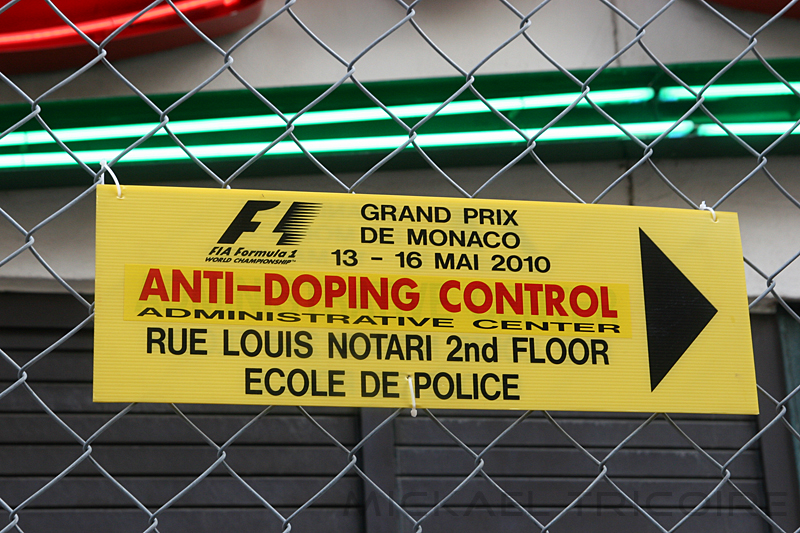 F1
FIA Formula 1
WORLD CHAMPIONSHIP™
GRAND PRIX
DE MONACO
13 - 16 MAI 2010
ANTI-DOPING CONTROL
ADMINISTRATIVE CENTER
RUE LOUIS NOTARI 2nd FLOOR
ECOLE DE POLICE
MICKAEL TRICOIRE